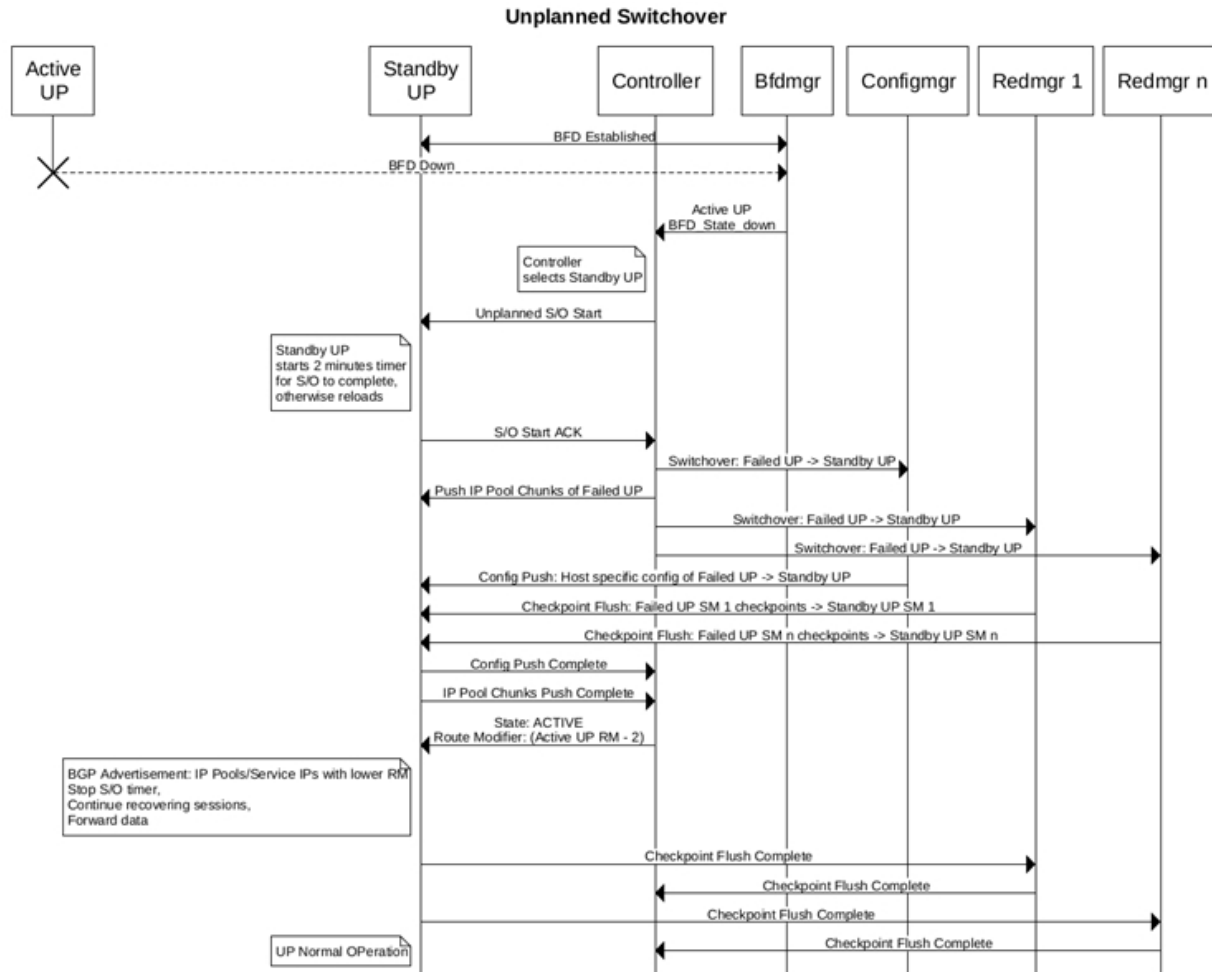 Unplanned Switchover
Active
UP
Standby
UP
Controller
Bfdmgr
Configmgr
Redmgr 1
Redmgr n
BFD Established
BFD Down
Active UP
BFD_State_down
Controller
selects Standby UP
Unplanned S/O Start
Standby UP
starts 2 minutes timer
for S/O to complete,
otherwise reloads
S/O Start ACK
Switchover: Failed UP -> Standby UP
Push IP Pool Chunks of Failed UP
Switchover: Failed UP -> Standby UP
Switchover: Failed UP -> Standby UP
Config Push: Host specific config of Failed UP -> Standby UP
Checkpoint Flush: Failed UP SM 1 checkpoints -> Standby UP SM 1
Checkpoint Flush: Failed UP SM n checkpoints -> Standby UP SM n
Config Push Complete
IP Pool Chunks Push Complete
State: ACTIVE
Route Modifier: (Active UP RM - 2)
BGP Advertisement: IP Pools/Service IPs with lower RM
Stop S/O timer,
Continue recovering sessions,
Forward data
Checkpoint Flush Complete
Checkpoint Flush Complete
Checkpoint Flush Complete
UP Normal OPeration
Checkpoint Flush Complete